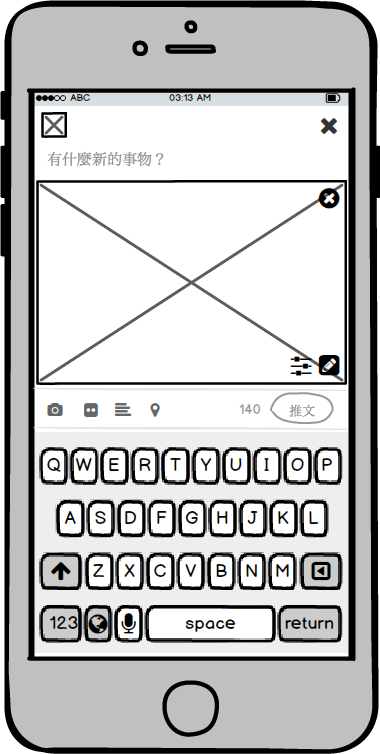 ABC 03:13 AM
有什麼新的事物？
140 推文
Q W E R T Y U I O P
A S D F G H J K L
Z X C V B N M
123 space return